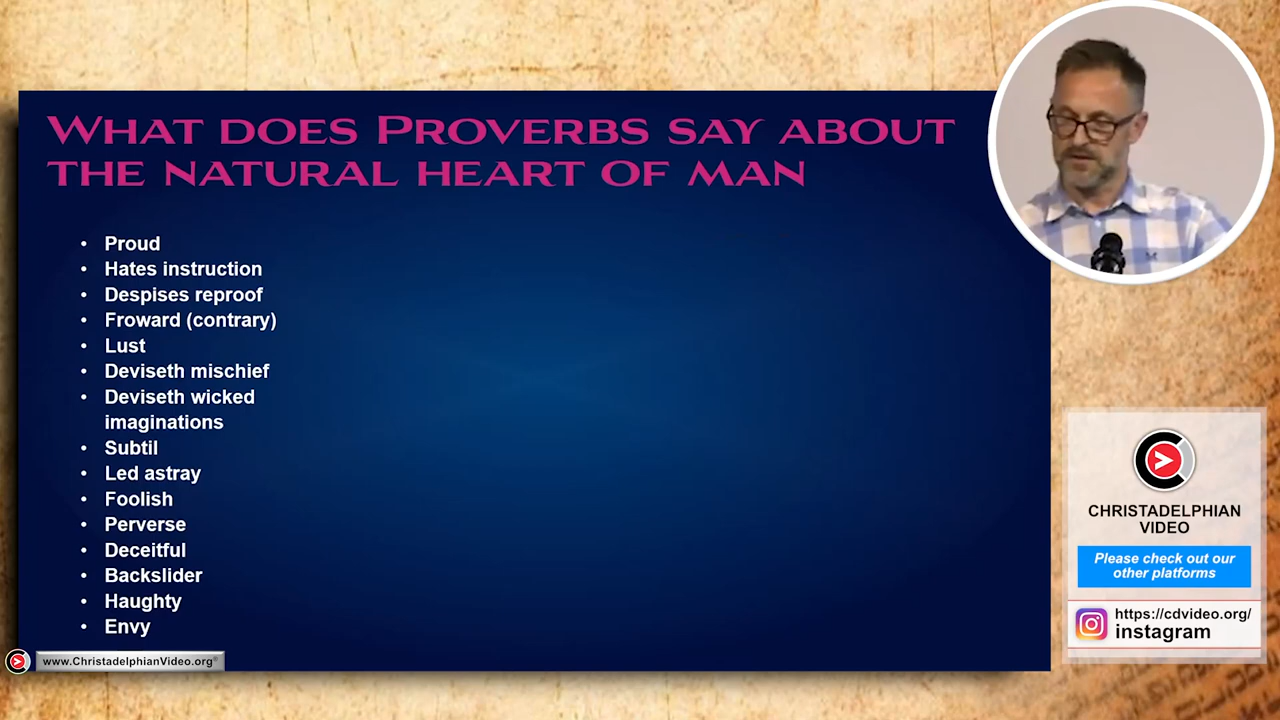 WHAT DOES PROVERBS SAY ABOUT
THE NATURAL HEART OF MAN
• Proud
• Hates instruction
• Despises reproof
• Froward (contrary)
• Lust
• Deviseth mischief
• Deviseth wicked
imaginations
• Subtil
• Led astray
• Foolish
• Perverse
• Deceitful
• Backslider
• Haughty
• Envy
www.ChristadelphianVideo.org®
CHRISTADELPHIAN
VIDEO
Please check out our
other platforms
https://cdvideo.org/
instagram